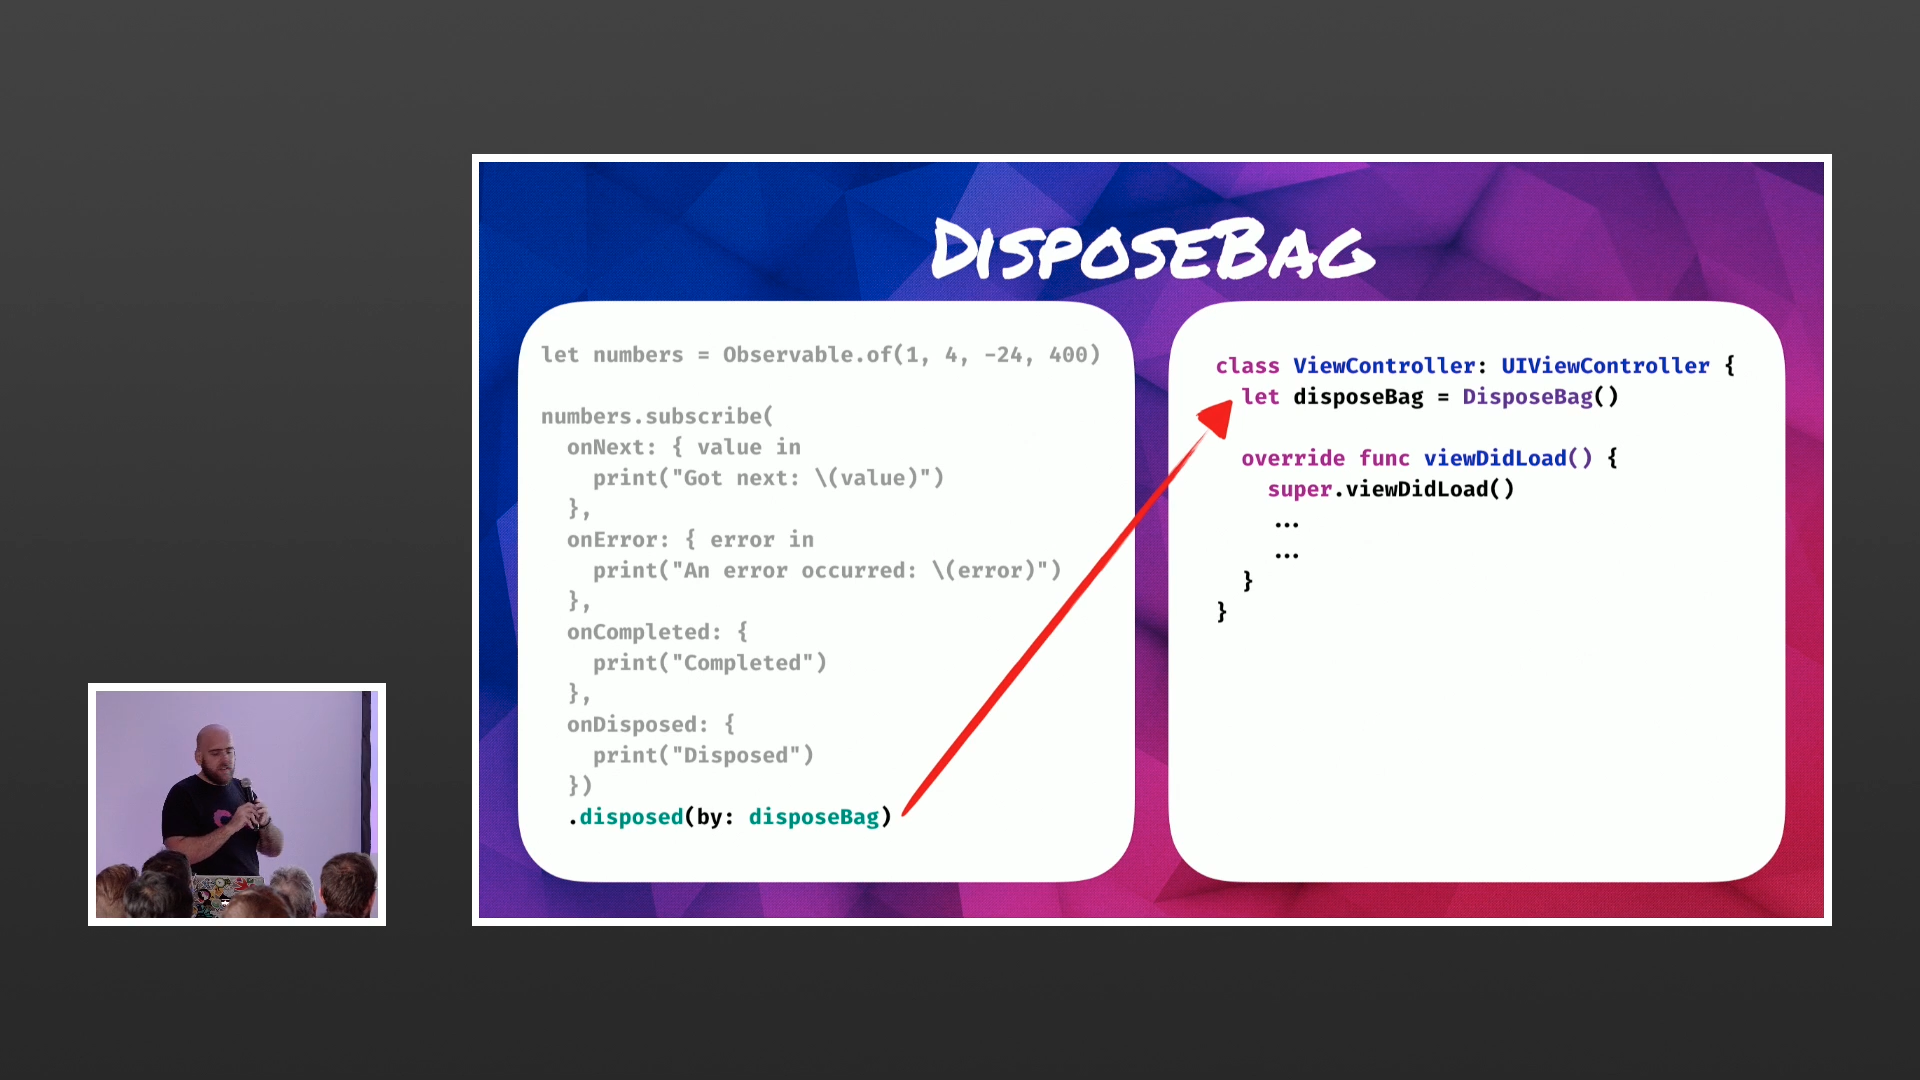 DisposeBag
let numbers = Observable.of(1, 4, -24, 400)
numbers.subscribe(
onNext: { value in
print("Got next: \(value)")
},
onError: { error in
print("An error occurred: \(error)")
},
onCompleted: {
print("Completed")
},
onDisposed: {
print("Disposed")
})
.disposed(by: disposeBag)
class ViewController: UIViewController {
let disposeBag = DisposeBag()
override func viewDidLoad() {
super.viewDidLoad()
...
...
}
}